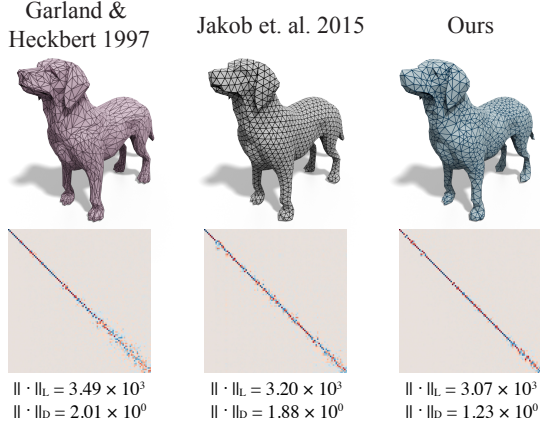 Garland &
Heckbert 1997
Jakob et. al. 2015
Ours
‖ · ‖L = 3.49 × 10³
‖ · ‖D = 2.01 × 10⁰
‖ · ‖L = 3.20 × 10³
‖ · ‖D = 1.88 × 10⁰
‖ · ‖L = 3.07 × 10³
‖ · ‖D = 1.23 × 10⁰